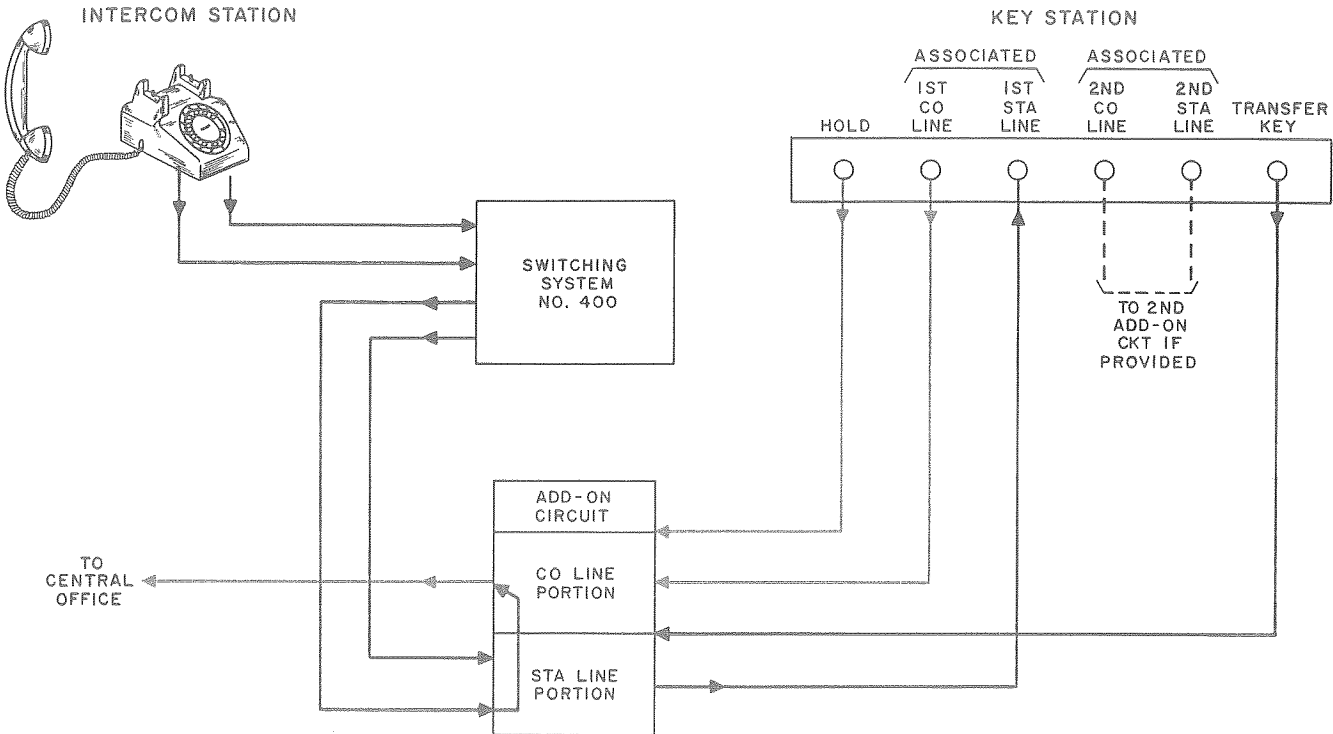 INTERCOM STATION
KEY STATION
ASSOCIATED
ASSOCIATED
HOLD
1ST
CO
LINE
1ST
STA
LINE
2ND
CO
LINE
2ND
STA
LINE
TRANSFER
KEY
SWITCHING
SYSTEM
NO. 400
TO 2ND
ADD-ON
CKT IF
PROVIDED
ADD-ON
CIRCUIT
TO
CENTRAL
OFFICE
CO LINE
PORTION
STA LINE
PORTION